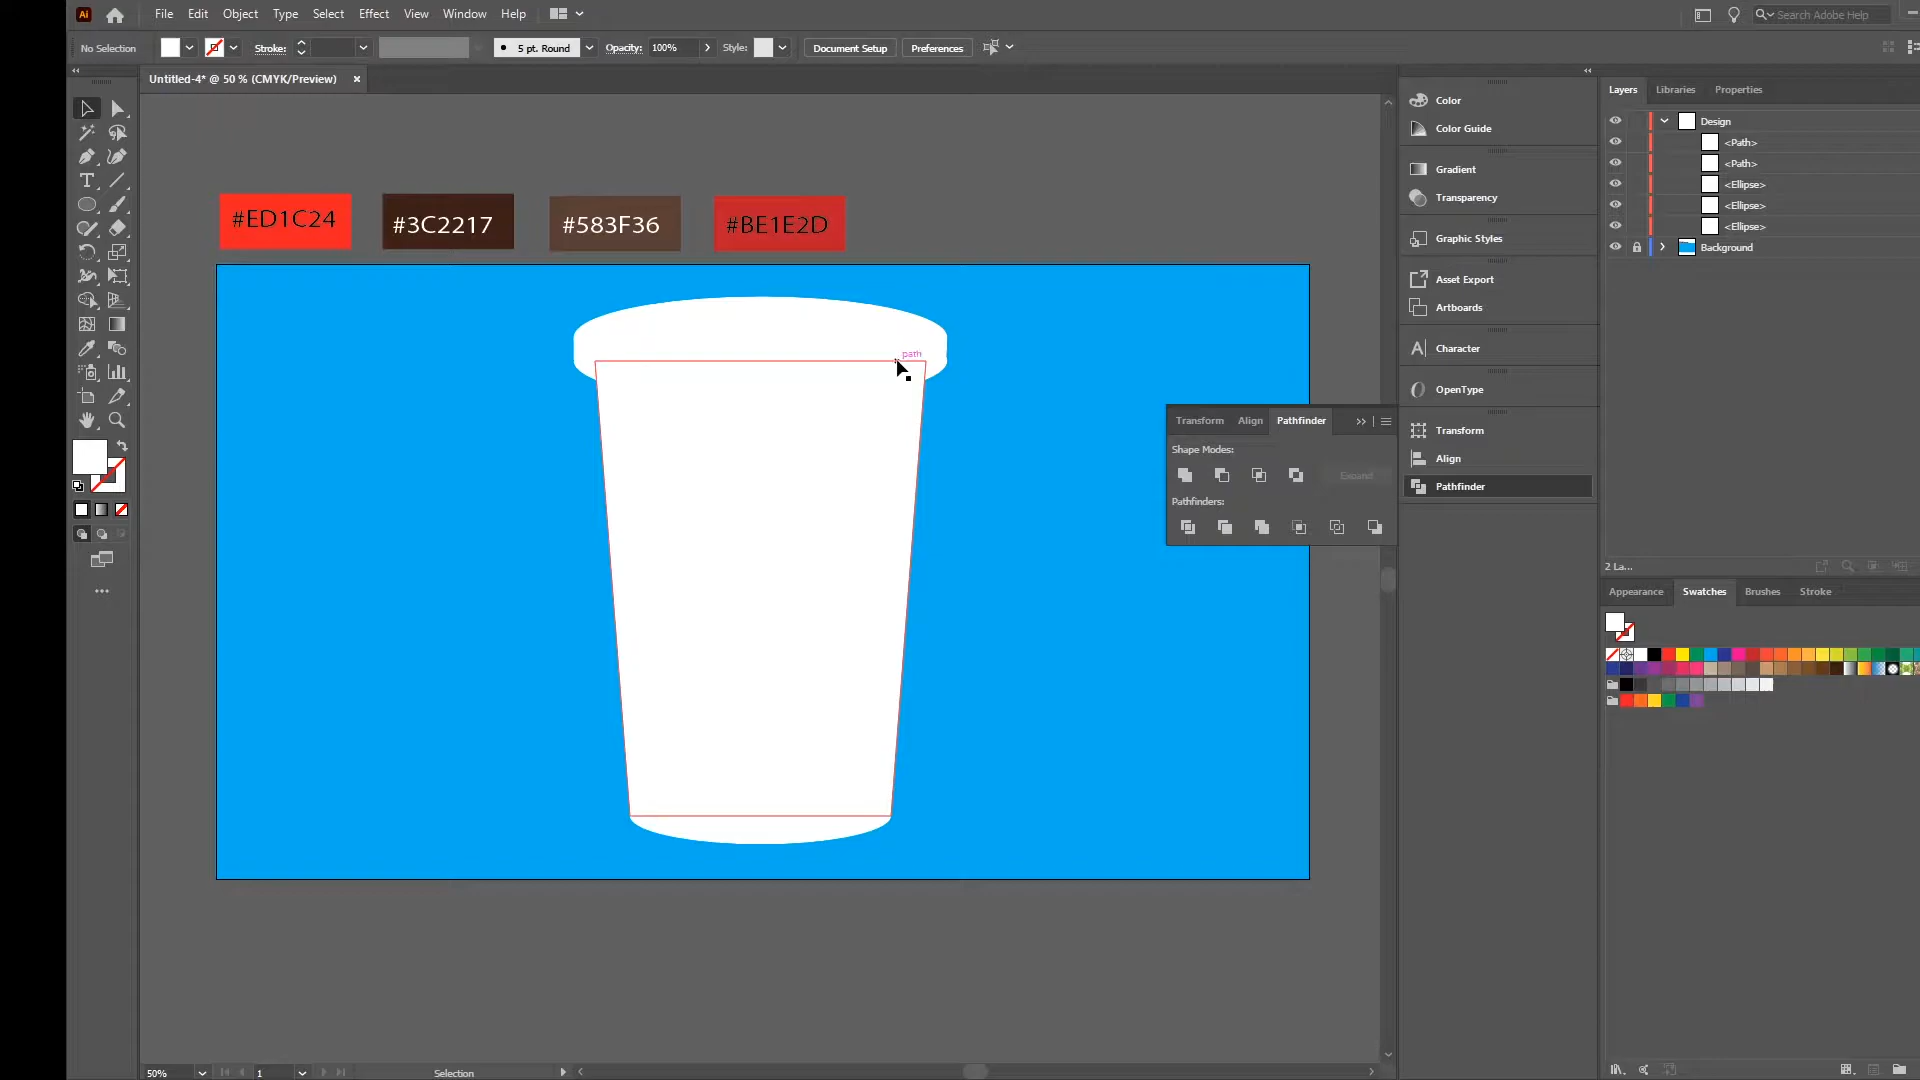 Ai File Edit Object Type Select Effect View Window Help Search Adobe Help
No Selection Stroke: 5 pt. Round Opacity: 100% Style: Document Setup Preferences
Untitled-4* @ 50 % (CMYK/Preview)
#ED1C24 #3C2217 #583F36 #BE1E2D
path
Transform Align Pathfinder
Shape Modes:
Expand
Pathfinders:
Color
Color Guide
Gradient
Transparency
Graphic Styles
Asset Export
Artboards
Character
OpenType
Transform
Align
Pathfinder
Layers Libraries Properties
Design
<Path>
<Path>
<Ellipse>
<Ellipse>
<Ellipse>
Background
2 La...
Appearance Swatches Brushes Stroke
50% 1 Selection